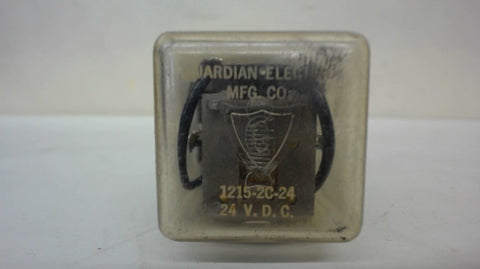 ARDIAN ELEC
MFG. CO.
1215-2C-24
24 V. D. C.